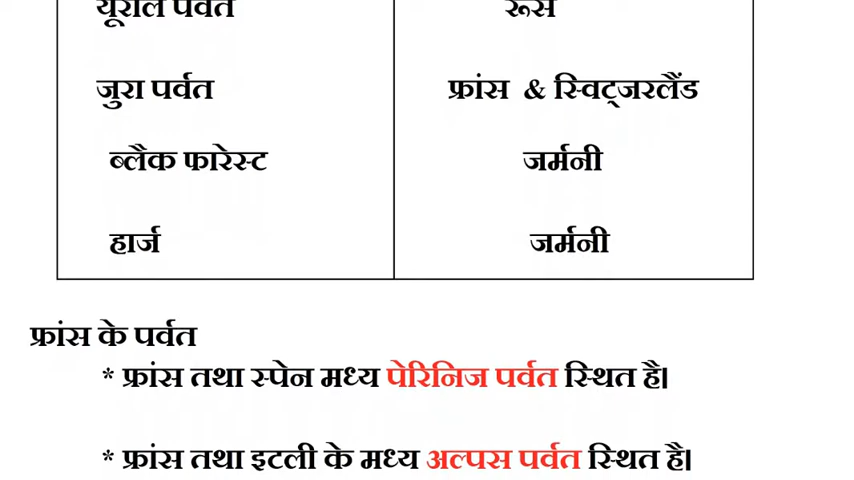 यूराल पर्वत रूस
जुरा पर्वत फ्रांस & स्विट्जरलैंड
ब्लैक फारेस्ट जर्मनी
हार्ज जर्मनी
फ्रांस के पर्वत
* फ्रांस तथा स्पेन मध्य पेरिनिज पर्वत स्थित है।
* फ्रांस तथा इटली के मध्य अल्पस पर्वत स्थित है।